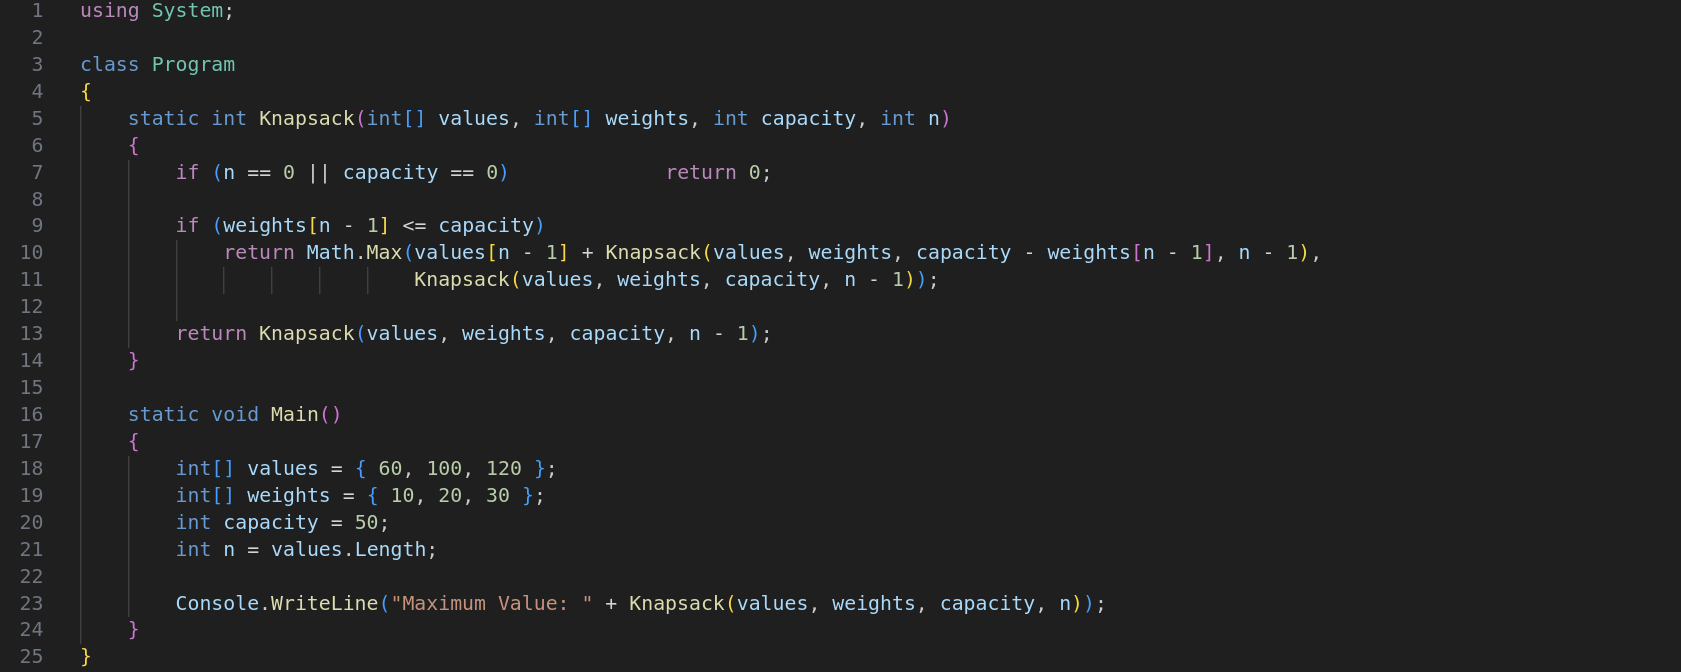 1 using System;
2
3 class Program
4 {
5     static int Knapsack(int[] values, int[] weights, int capacity, int n)
6     {
7         if (n == 0 || capacity == 0)             return 0;
8
9         if (weights[n - 1] <= capacity)
10             return Math.Max(values[n - 1] + Knapsack(values, weights, capacity - weights[n - 1], n - 1),
11                             Knapsack(values, weights, capacity, n - 1));
12
13         return Knapsack(values, weights, capacity, n - 1);
14     }
15
16     static void Main()
17     {
18         int[] values = { 60, 100, 120 };
19         int[] weights = { 10, 20, 30 };
20         int capacity = 50;
21         int n = values.Length;
22
23         Console.WriteLine("Maximum Value: " + Knapsack(values, weights, capacity, n));
24     }
25 }